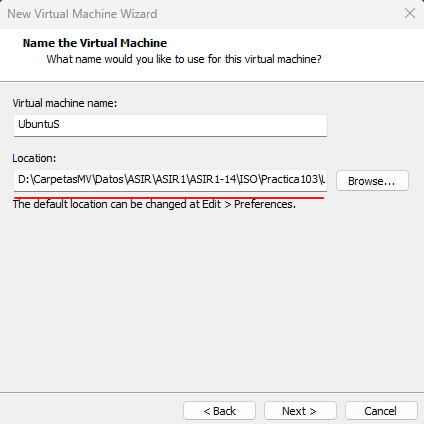 New Virtual Machine Wizard
Name the Virtual Machine
What name would you like to use for this virtual machine?
Virtual machine name:
UbuntuS
Location:
D:\CarpetasMV\Datos\ASIR\ASIR1\ASIR1-14\ISO\Practica103\
Browse...
The default location can be changed at Edit > Preferences.
< Back
Next >
Cancel